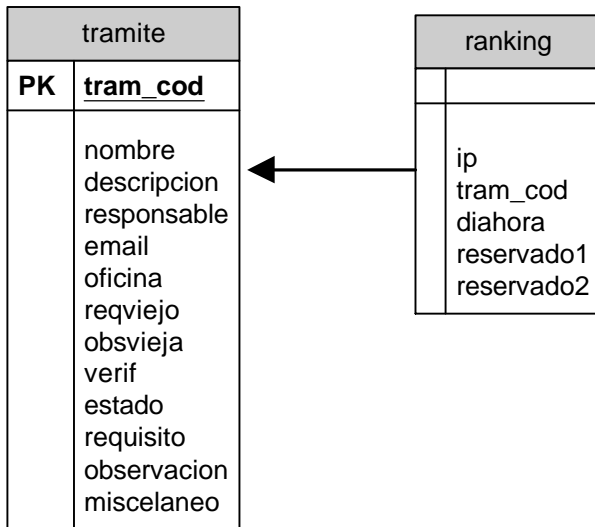 tramite
PK tram_cod
nombre
descripcion
responsable
email
oficina
reqviejo
obsvieja
verif
estado
requisito
observacion
miscelaneo
ranking
ip
tram_cod
diahora
reservado1
reservado2